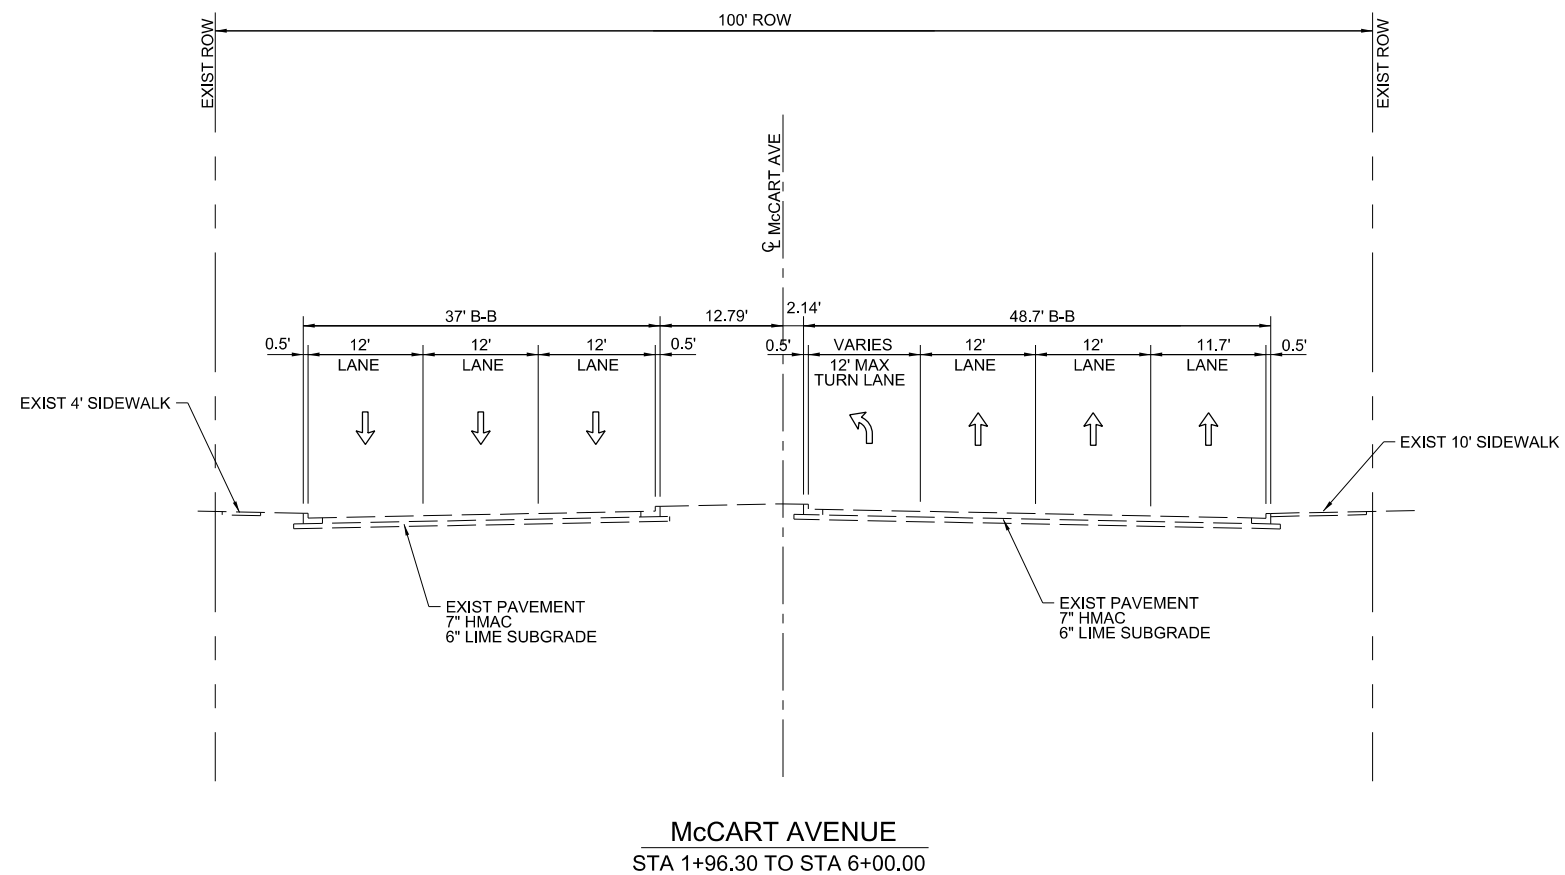 100' ROW
EXIST ROW
EXIST ROW
℄ McCART AVE
37' B-B
12.79'
2.14'
48.7' B-B
0.5'
12'
LANE
12'
LANE
12'
LANE
0.5'
0.5'
VARIES
12' MAX
TURN LANE
12'
LANE
12'
LANE
11.7'
LANE
0.5'
EXIST 4' SIDEWALK
EXIST 10' SIDEWALK
EXIST PAVEMENT
7" HMAC
6" LIME SUBGRADE
EXIST PAVEMENT
7" HMAC
6" LIME SUBGRADE
McCART AVENUE
STA 1+96.30 TO STA 6+00.00